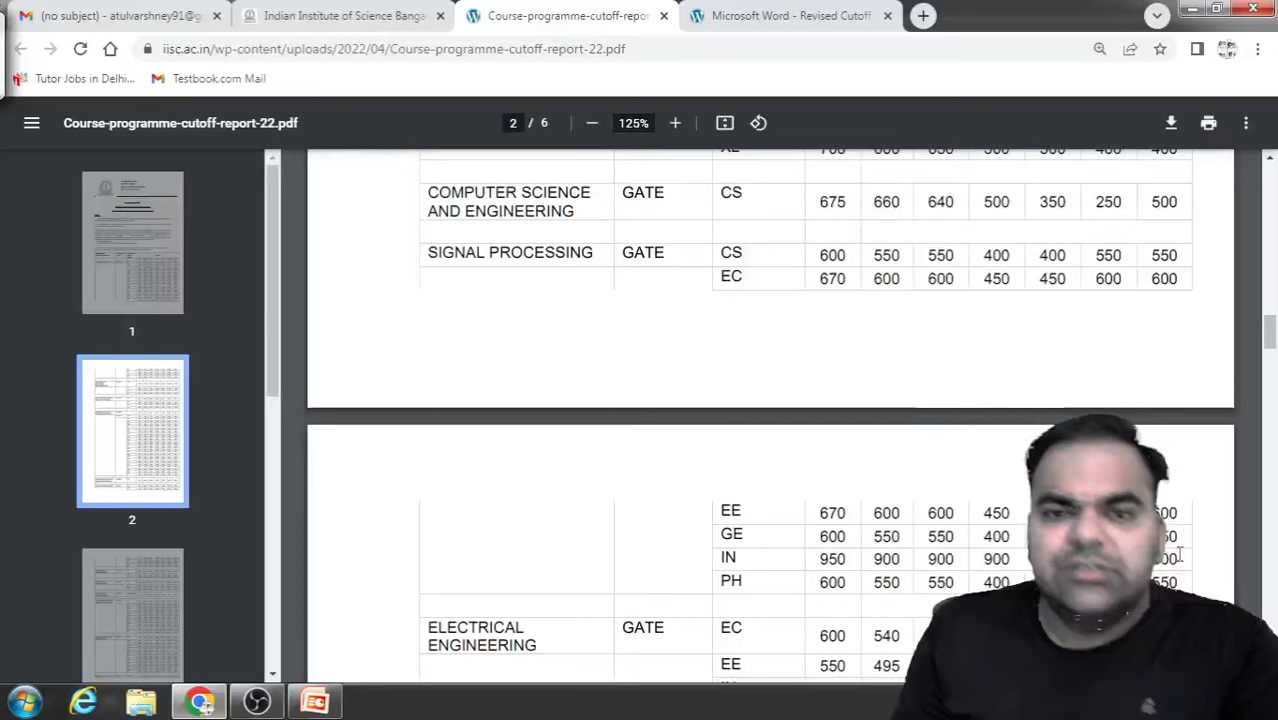 (no subject) - atulvarshney91@g
Indian Institute of Science Banga
Course-programme-cutoff-repor
Microsoft Word - Revised Cutoff
iisc.ac.in/wp-content/uploads/2022/04/Course-programme-cutoff-report-22.pdf
Tutor Jobs in Delhi...
Testbook.com Mail
Course-programme-cutoff-report-22.pdf
2 / 6
125%
COMPUTER SCIENCE AND ENGINEERING GATE CS 675 660 640 500 350 250 500
SIGNAL PROCESSING GATE CS 600 550 550 400 400 550 550
EC 670 600 600 450 450 600 600
EE 670 600 600 450
GE 600 550 550 400
IN 950 900 900 900
PH 600 550 550 400 550
ELECTRICAL ENGINEERING GATE EC 600 540
EE 550 495
1
2